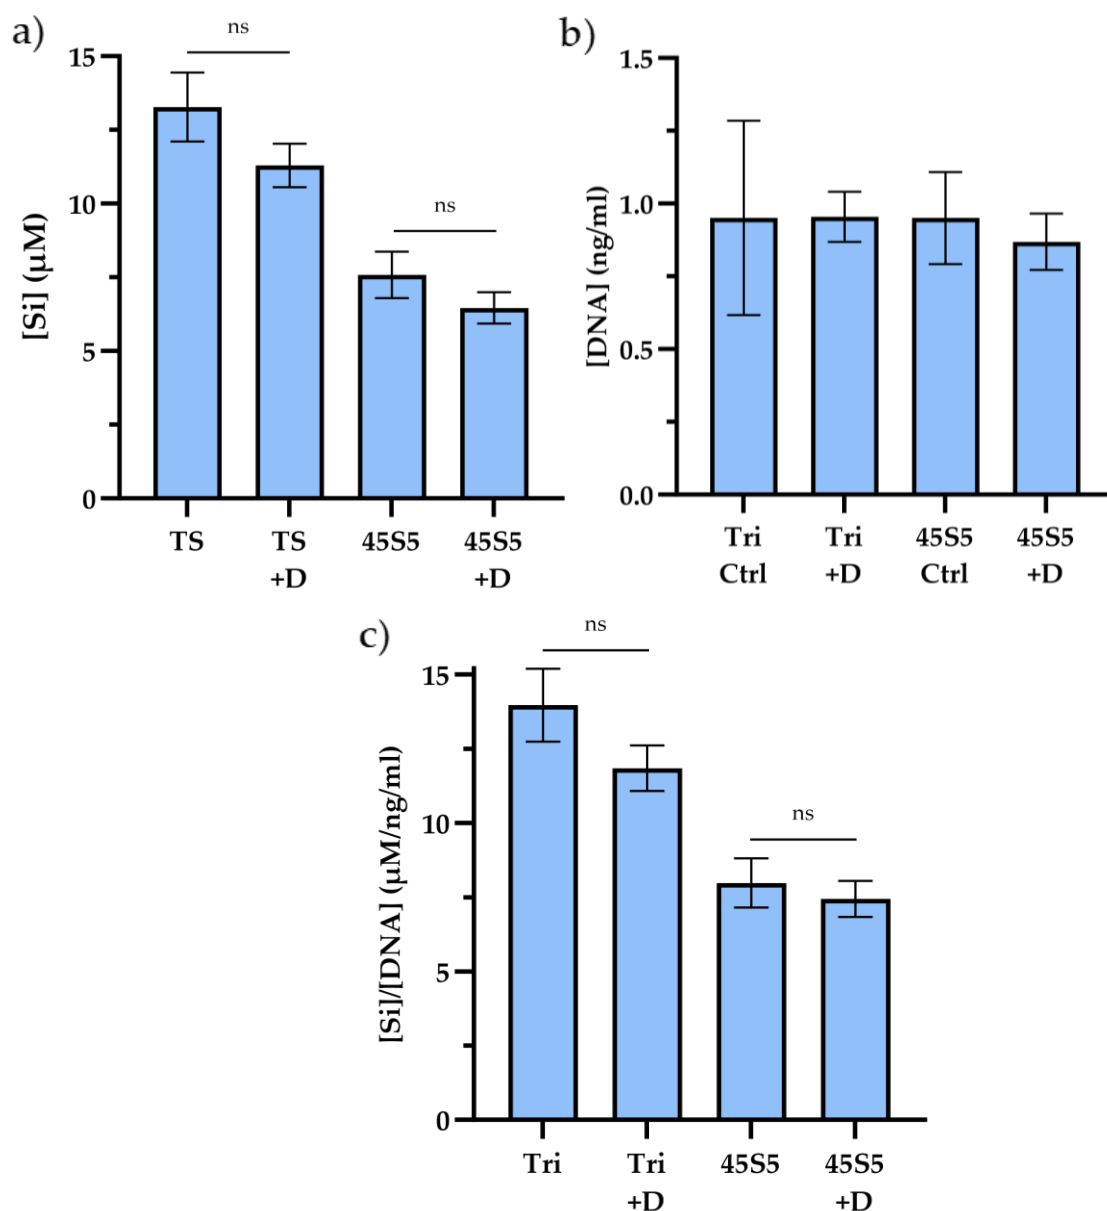 a)
ns
ns
[Si] (μM)
15
10
5
0
TS
TS
+D
45S5
45S5
+D
b)
[DNA] (ng/ml)
1.5
1.0
0.5
0.0
Tri
Ctrl
Tri
+D
45S5
Ctrl
45S5
+D
c)
ns
ns
[Si]/[DNA] (μM/ng/ml)
15
10
5
0
Tri
Tri
+D
45S5
45S5
+D